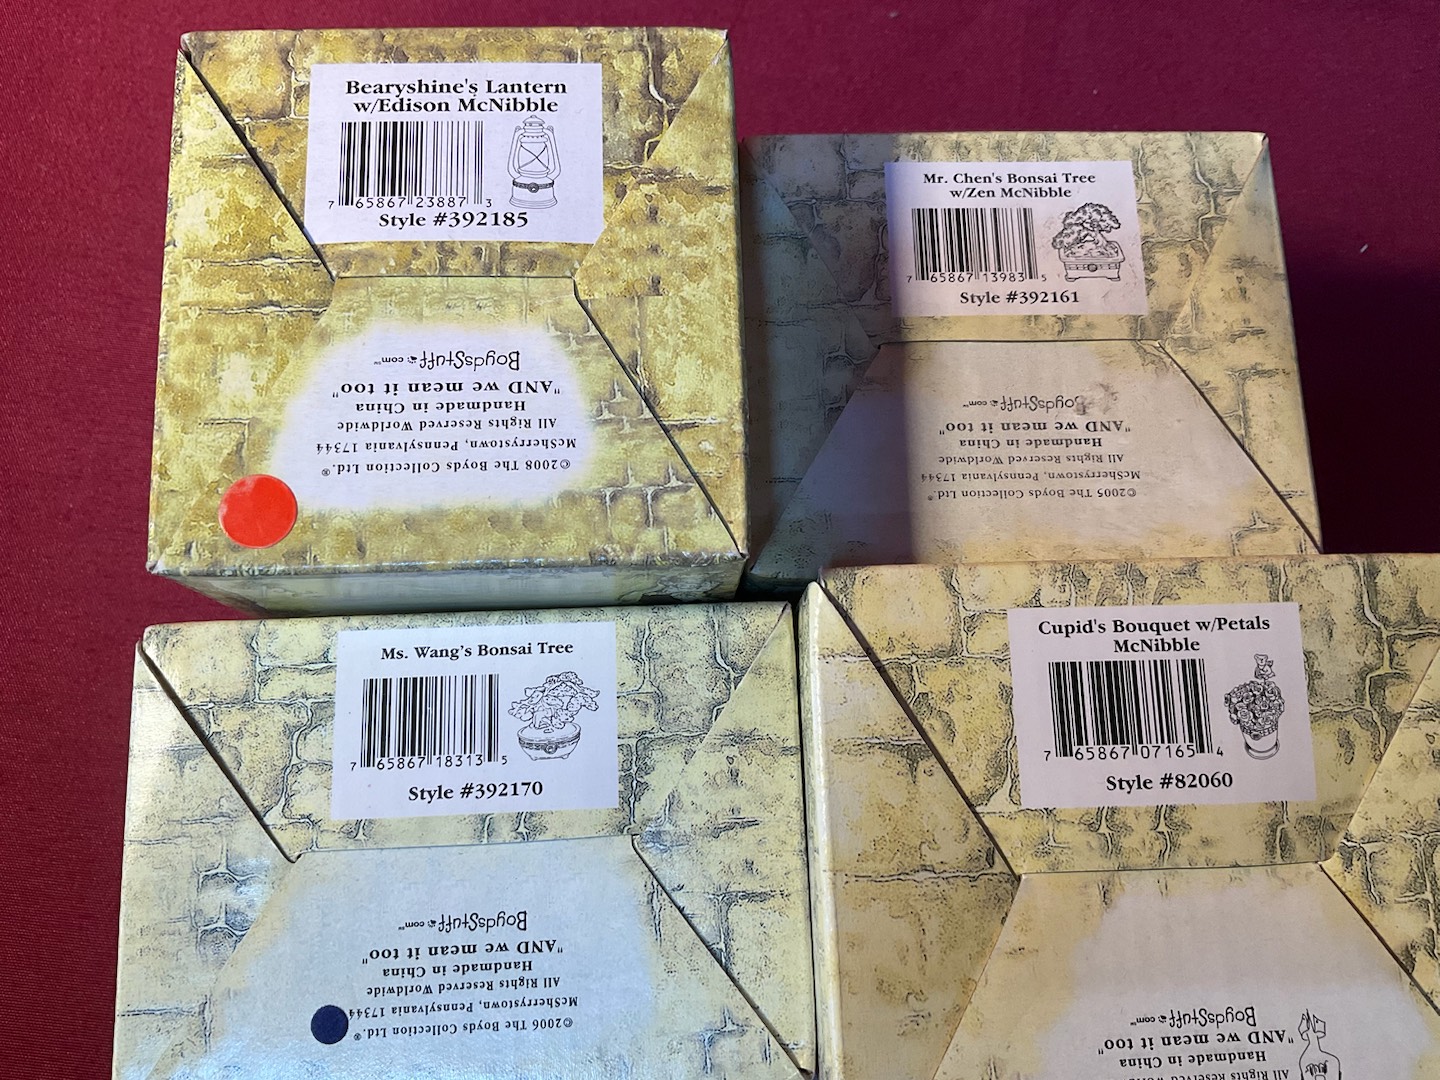 Bearyshine's Lantern
w/Edison McNibble
7 65867 23887 3
Style #392185
BoydsStuff.com™
"AND we mean it too"
Handmade in China
All Rights Reserved Worldwide
McSherrystown, Pennsylvania 17344
©2008 The Boyds Collection Ltd.®
Mr. Chen's Bonsai Tree
w/Zen McNibble
7 65867 13983 5
Style #392161
BoydsStuff.com™
"AND we mean it too"
Handmade in China
All Rights Reserved Worldwide
McSherrystown, Pennsylvania 17344
©2005 The Boyds Collection Ltd.®
Ms. Wang's Bonsai Tree
7 65867 18313 5
Style #392170
BoydsStuff.com™
"AND we mean it too"
Handmade in China
All Rights Reserved Worldwide
McSherrystown, Pennsylvania 17344
©2006 The Boyds Collection Ltd.®
Cupid's Bouquet w/Petals
McNibble
7 65867 07165 4
Style #82060
BoydsStuff.com™
"AND we mean it too"
Handmade in China
All Rights